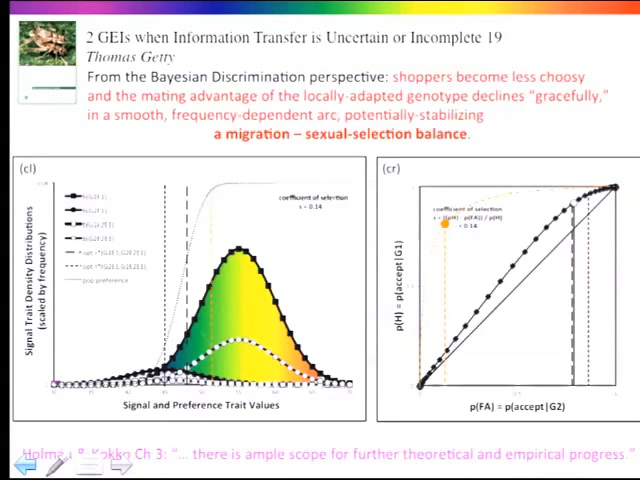 2 GEIs when Information Transfer is Uncertain or Incomplete 19
Thomas Getty
From the Bayesian Discrimination perspective: shoppers become less choosy
and the mating advantage of the locally-adapted genotype declines “gracefully,”
in a smooth, frequency-dependent arc, potentially-stabilizing
a migration – sexual-selection balance.
(cl)
coefficient of selection
s = 0.14
pop preference
Signal Trait Density Distributions
(scaled by frequency)
Signal and Preference Trait Values
(cr)
coefficient of selection
= 0.14
p(H) = p(accept|G1)
p(FA) = p(accept|G2)
Kokko Ch 3: “... there is ample scope for further theoretical and empirical progress.”